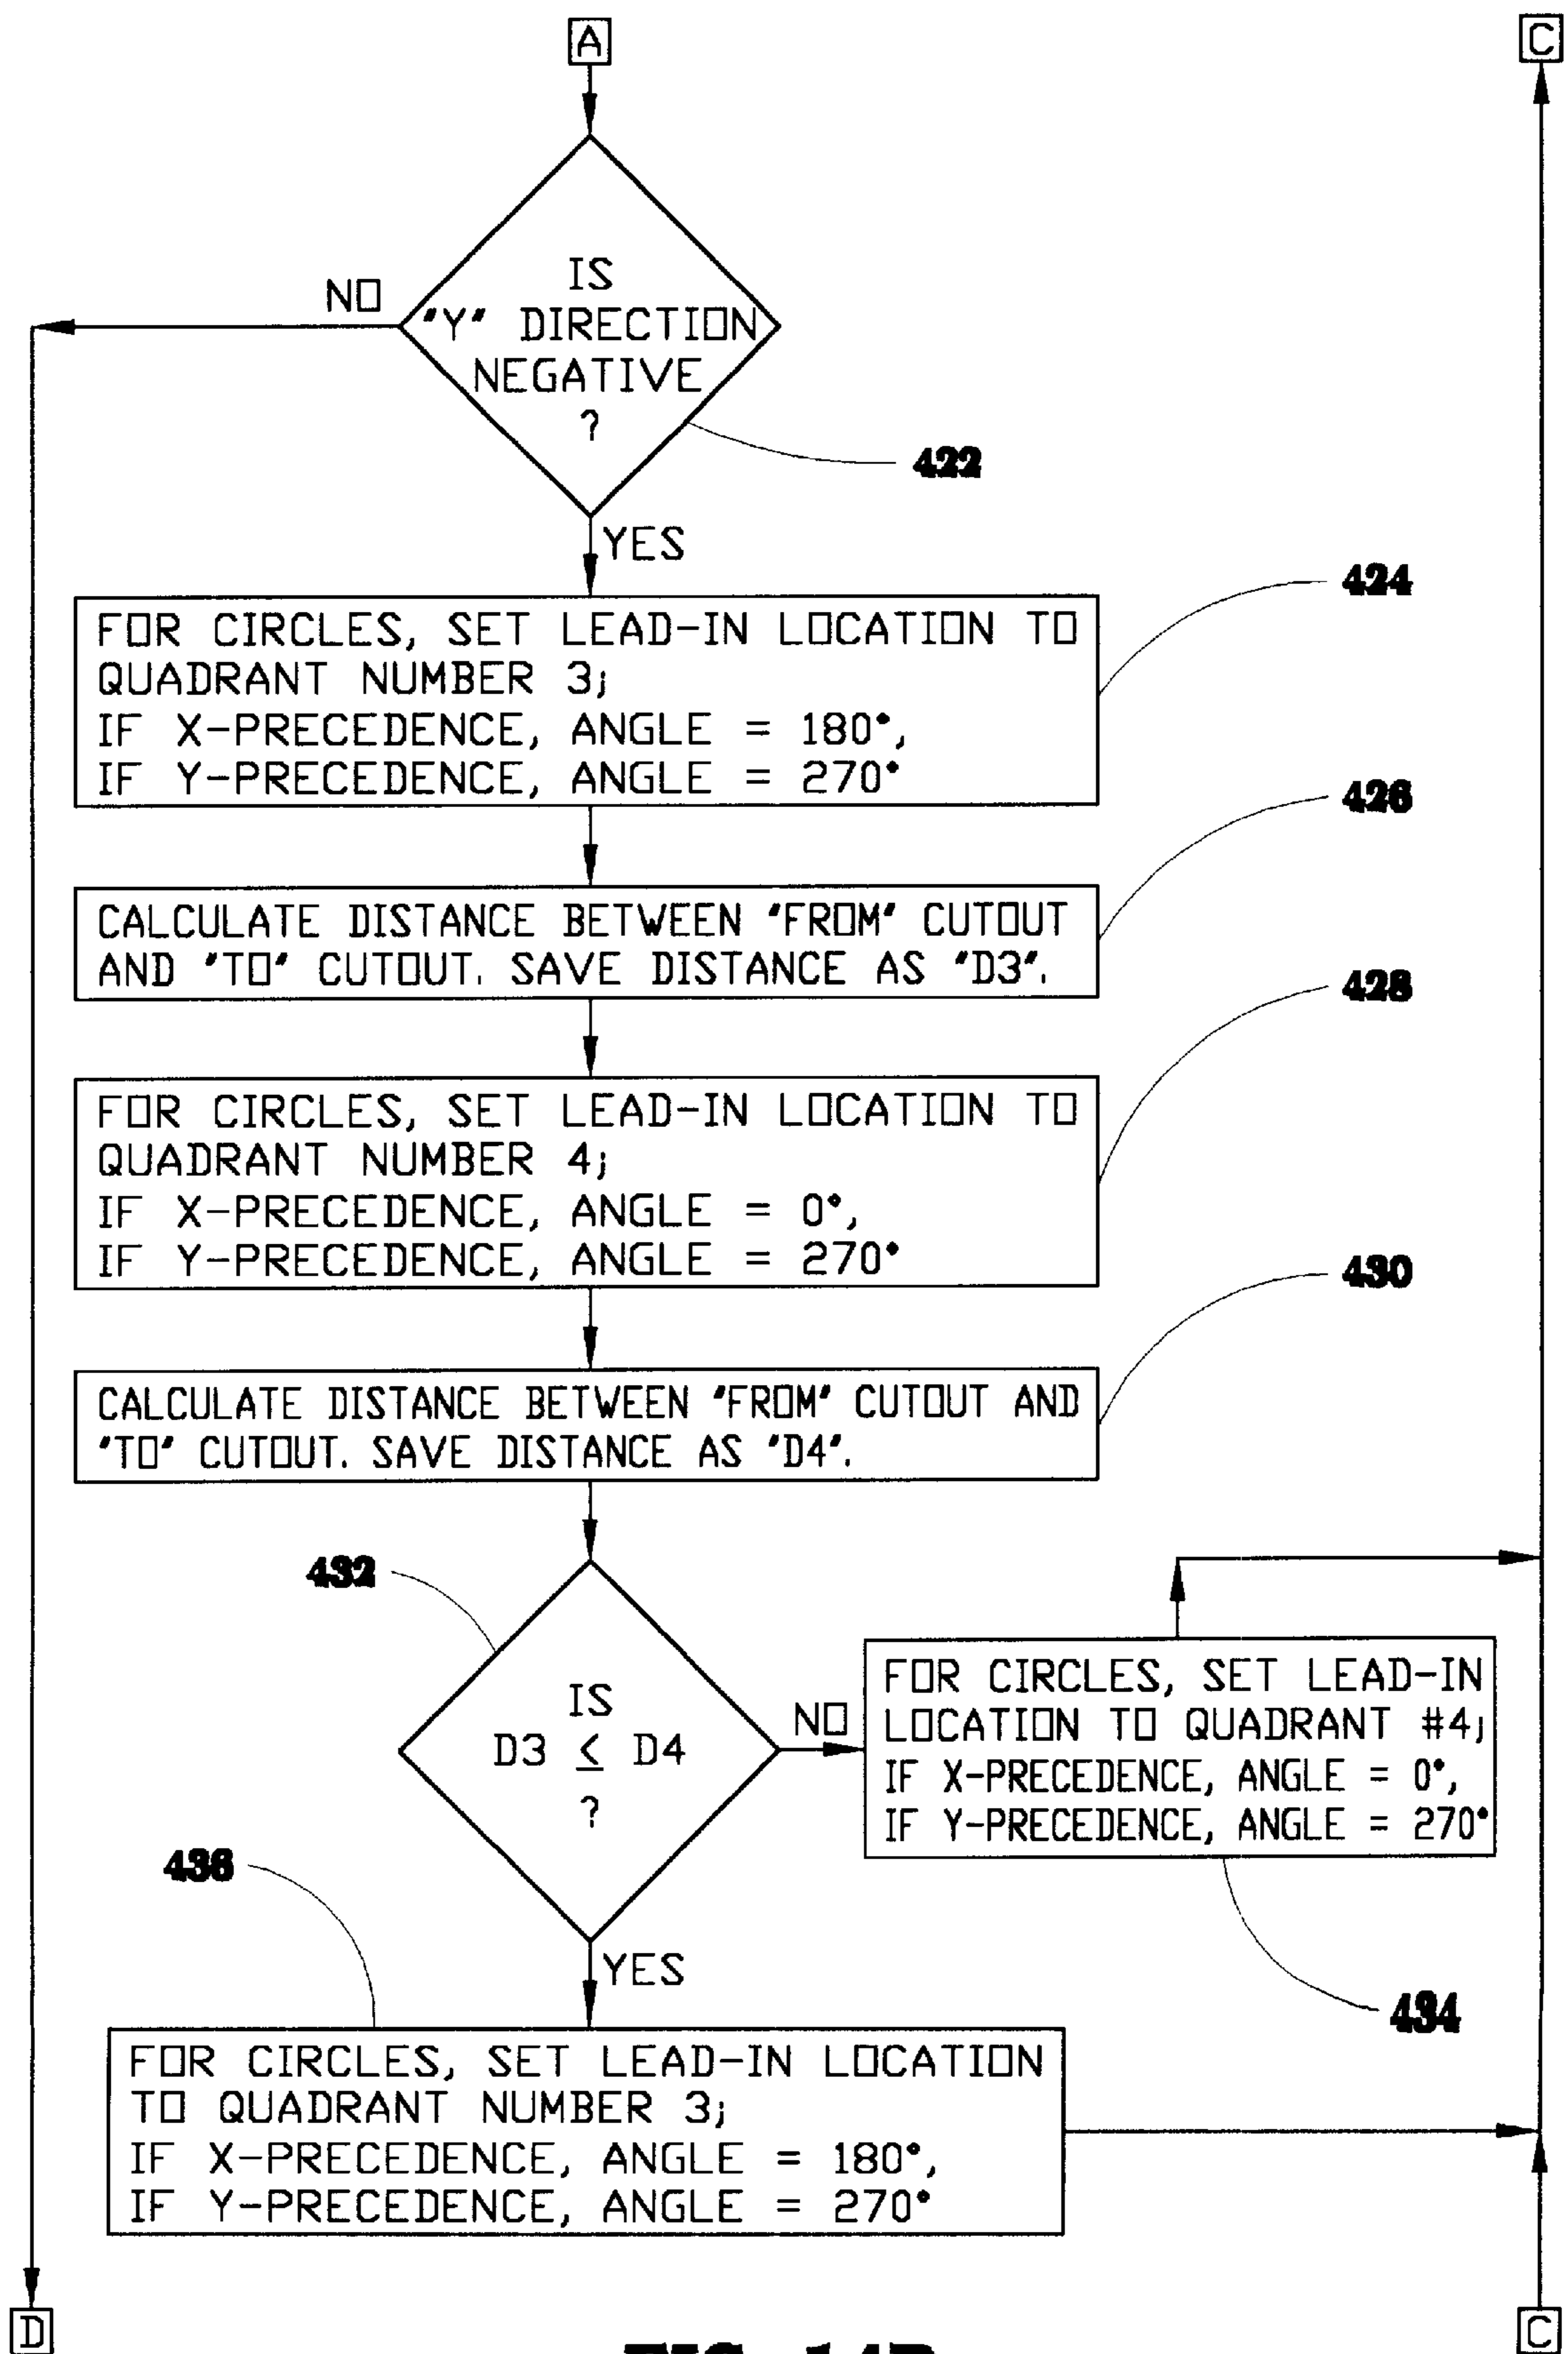 A
C
IS
"Y" DIRECTION
NEGATIVE
?
NO
422
YES
424
FOR CIRCLES, SET LEAD-IN LOCATION TO
QUADRANT NUMBER 3;
IF X-PRECEDENCE, ANGLE = 180°,
IF Y-PRECEDENCE, ANGLE = 270°
426
CALCULATE DISTANCE BETWEEN "FROM" CUTOUT
AND "TO" CUTOUT. SAVE DISTANCE AS "D3".
428
FOR CIRCLES, SET LEAD-IN LOCATION TO
QUADRANT NUMBER 4;
IF X-PRECEDENCE, ANGLE = 0°,
IF Y-PRECEDENCE, ANGLE = 270°
430
CALCULATE DISTANCE BETWEEN "FROM" CUTOUT AND
"TO" CUTOUT. SAVE DISTANCE AS "D4".
432
IS
D3 ≤ D4
?
NO
FOR CIRCLES, SET LEAD-IN
LOCATION TO QUADRANT #4;
IF X-PRECEDENCE, ANGLE = 0°,
IF Y-PRECEDENCE, ANGLE = 270°
434
436
YES
FOR CIRCLES, SET LEAD-IN LOCATION
TO QUADRANT NUMBER 3;
IF X-PRECEDENCE, ANGLE = 180°,
IF Y-PRECEDENCE, ANGLE = 270°
D
C